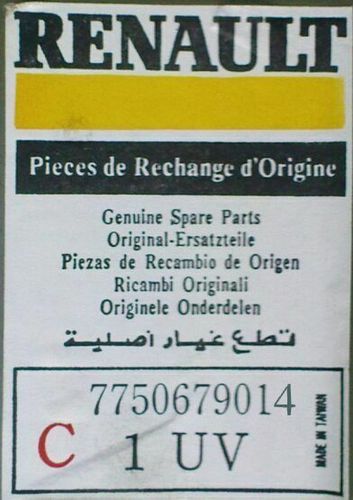 RENAULT
Pieces de Rechange d'Origine
Genuine Spare Parts
Original-Ersatzteile
Piezas de Recambio de Origen
Ricambi Originali
Originele Onderdelen
قطع غيار أصلية
7750679014
C 1 UV
MADE IN TAIWAN